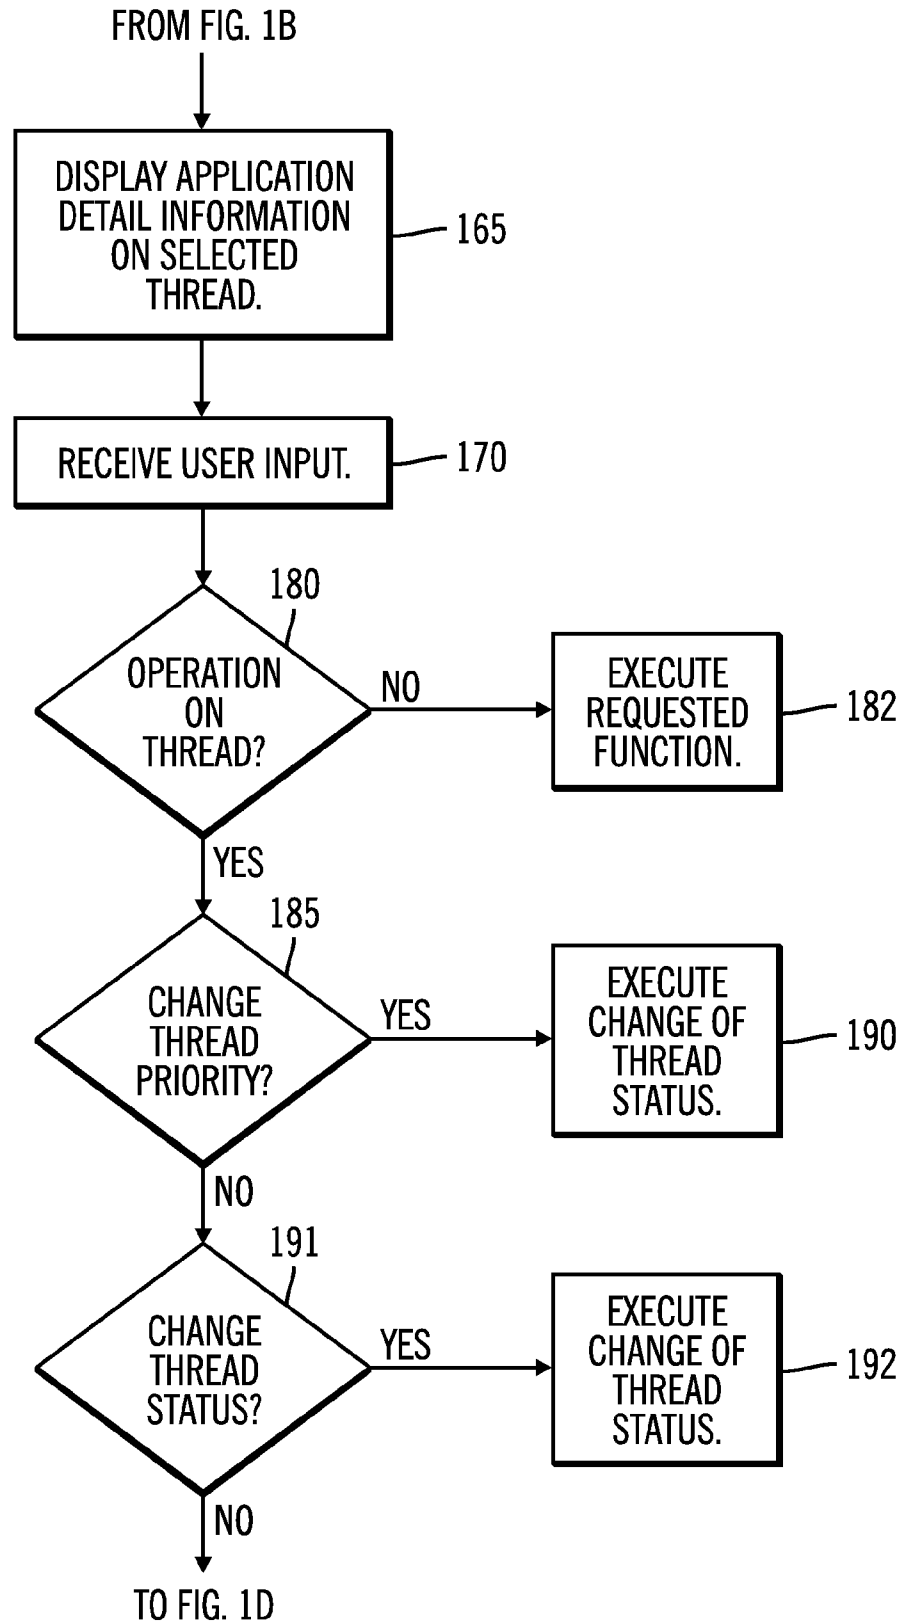 FROM FIG. 1B
DISPLAY APPLICATION
DETAIL INFORMATION
ON SELECTED
THREAD.
165
RECEIVE USER INPUT.
170
180
OPERATION
ON
THREAD?
NO
EXECUTE
REQUESTED
FUNCTION.
182
YES
185
CHANGE
THREAD
PRIORITY?
YES
EXECUTE
CHANGE OF
THREAD
STATUS.
190
NO
191
CHANGE
THREAD
STATUS?
YES
EXECUTE
CHANGE OF
THREAD
STATUS.
192
NO
TO FIG. 1D